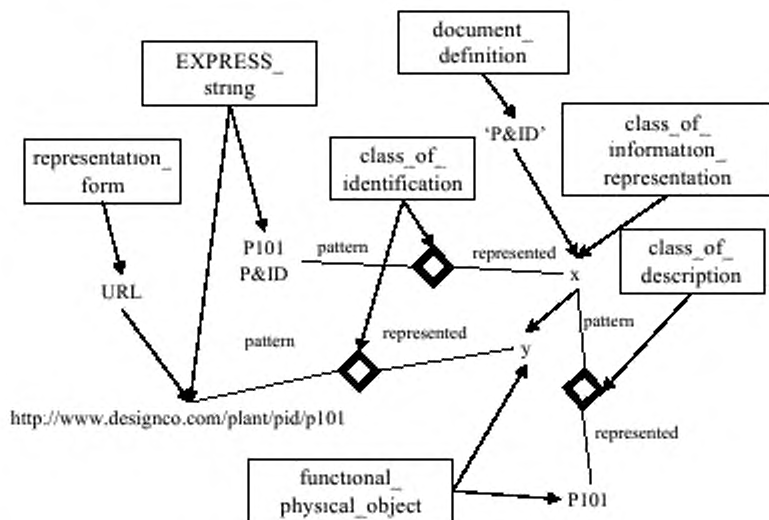 document_
definition
EXPRESS_
string
class_of_
information_
representation
'P&ID'
representation_
form
class_of_
identification
P101
P&ID
pattern
represented
x
class_of_
description
URL
pattern
represented
y
pattern
http://www.designco.com/plant/pid/p101
represented
functional_
physical_object
P101